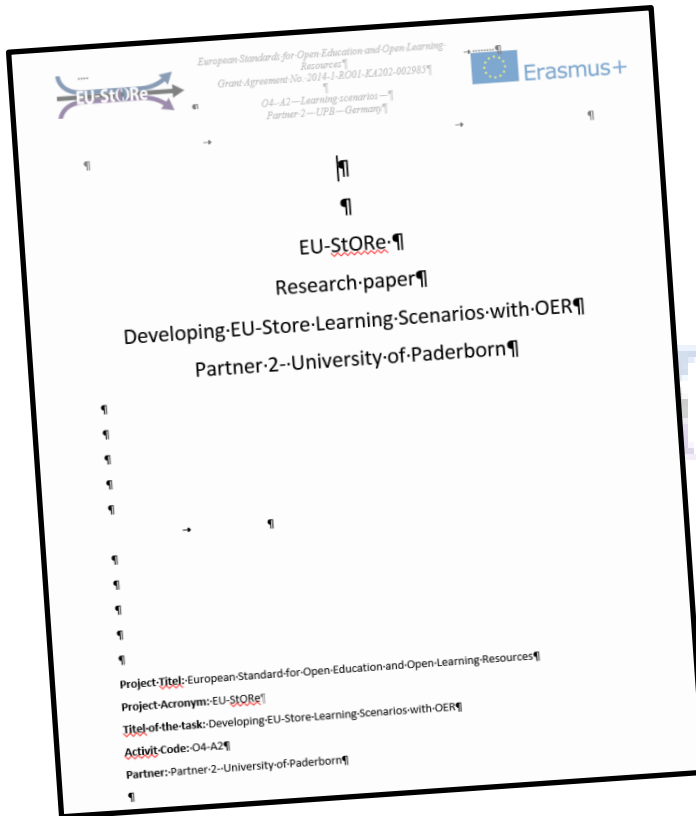 European Standards for Open Education and Open Learning
Resources¶
Grant Agreement No. 2014-1-RO01-KA202-002985¶
¶
O4--A2—Learning scenarios—¶
Partner 2—UPB—Germany¶
EU-StORe
Erasmus+
¶
¶
EU-StORe·¶
Research·paper¶
Developing·EU-Store·Learning·Scenarios·with·OER¶
Partner·2-·University·of·Paderborn¶
¶
¶
¶
¶
¶
→ ¶
¶
¶
¶
¶
¶
Project·Titel:·European·Standard·for·Open·Education·and·Open·Learning·Resources¶
Project·Acronym:·EU-StORe¶
Titel·of·the·task:·Developing·EU-Store·Learning·Scenarios·with·OER¶
Activit·Code:·O4-A2¶
Partner:·Partner·2-·University·of·Paderborn¶
¶